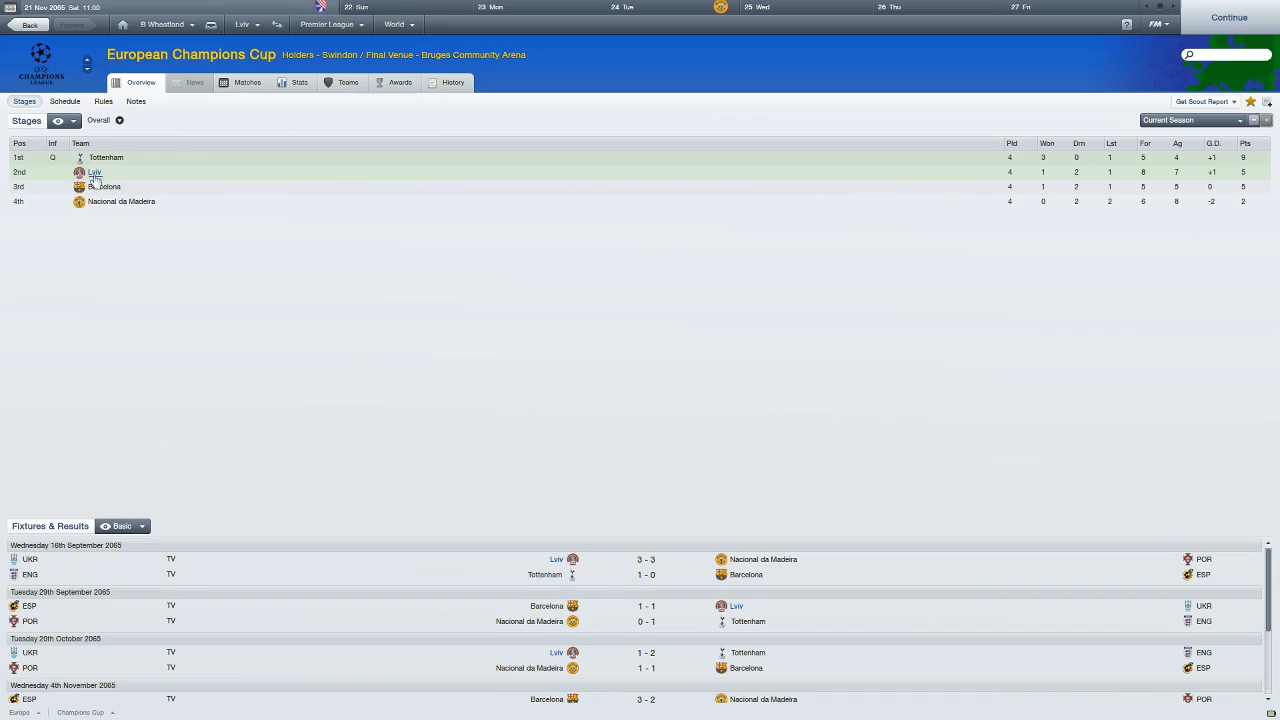 21 Nov 2065 Sat 11:00 22 Sun 23 Mon 24 Tue 25 Wed 26 Thu 27 Fri
Back Forward B Wheatland Lviv Premier League World ? FM Continue
European Champions Cup Holders - Swindon / Final Venue - Bruges Community Arena
CHAMPIONS LEAGUE
Overview News Matches Stats Teams Awards History
Stages Schedule Rules Notes Get Scout Report
Stages Overall Current Season
Pos Inf Team Pld Won Drn Lst For Ag G.D. Pts
1st Q Tottenham 4 3 0 1 5 4 +1 9
2nd Lviv 4 1 2 1 8 7 +1 5
3rd Barcelona 4 1 2 1 5 5 0 5
4th Nacional da Madeira 4 0 2 2 6 8 -2 2
Fixtures & Results Basic
Wednesday 16th September 2065
UKR TV Lviv 3 - 3 Nacional da Madeira POR
ENG TV Tottenham 1 - 0 Barcelona ESP
Tuesday 29th September 2065
ESP TV Barcelona 1 - 1 Lviv UKR
POR TV Nacional da Madeira 0 - 1 Tottenham ENG
Tuesday 20th October 2065
UKR TV Lviv 1 - 2 Tottenham ENG
POR TV Nacional da Madeira 1 - 1 Barcelona ESP
Wednesday 4th November 2065
ESP TV Barcelona 3 - 2 Nacional da Madeira POR
Europe Champions Cup